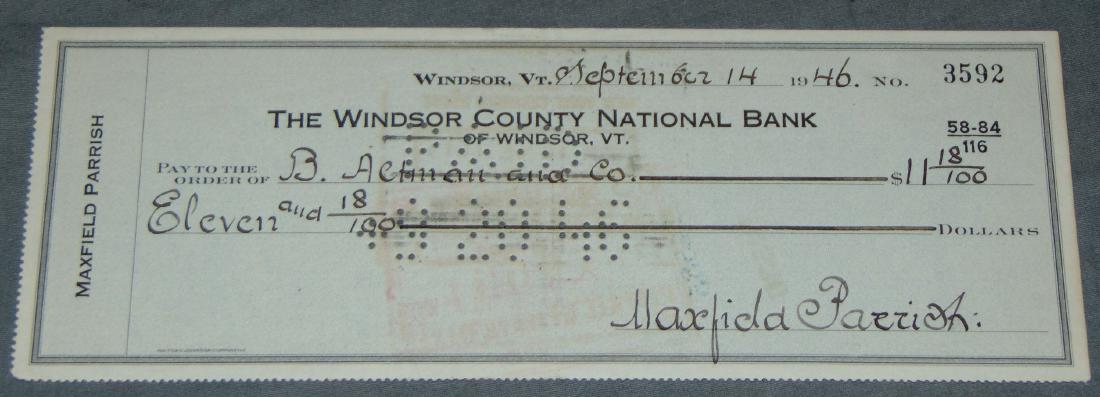 MAXFIELD PARRISH
WINDSOR, VT. September 14 1946. NO. 3592
THE WINDSOR COUNTY NATIONAL BANK
OF WINDSOR, VT.
58-84
116
PAY TO THE ORDER OF B. Altman and Co. $11 18/100
Eleven and 18/100 DOLLARS
Maxfield Parrish.